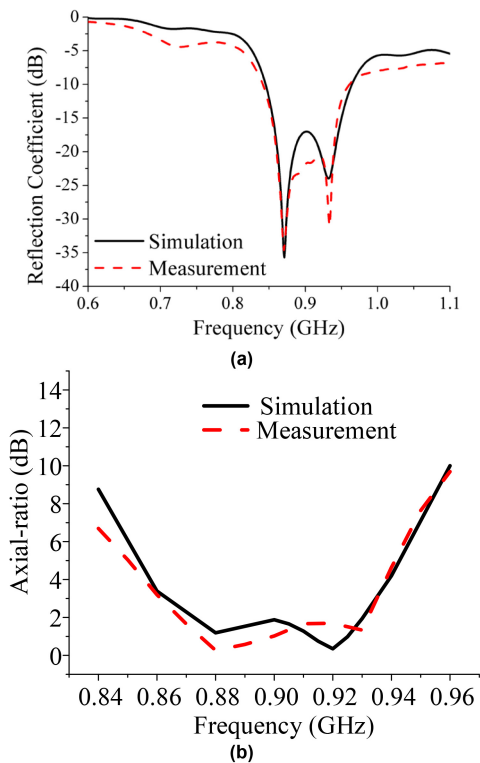 0
-5
-10
-15
-20
-25
-30
-35
-40
Reflection Coefficient (dB)
Simulation
Measurement
0.6 0.7 0.8 0.9 1.0 1.1
Frequency (GHz)
(a)
14
12
10
8
6
4
2
0
Axial-ratio (dB)
Simulation
Measurement
0.84 0.86 0.88 0.90 0.92 0.94 0.96
Frequency (GHz)
(b)